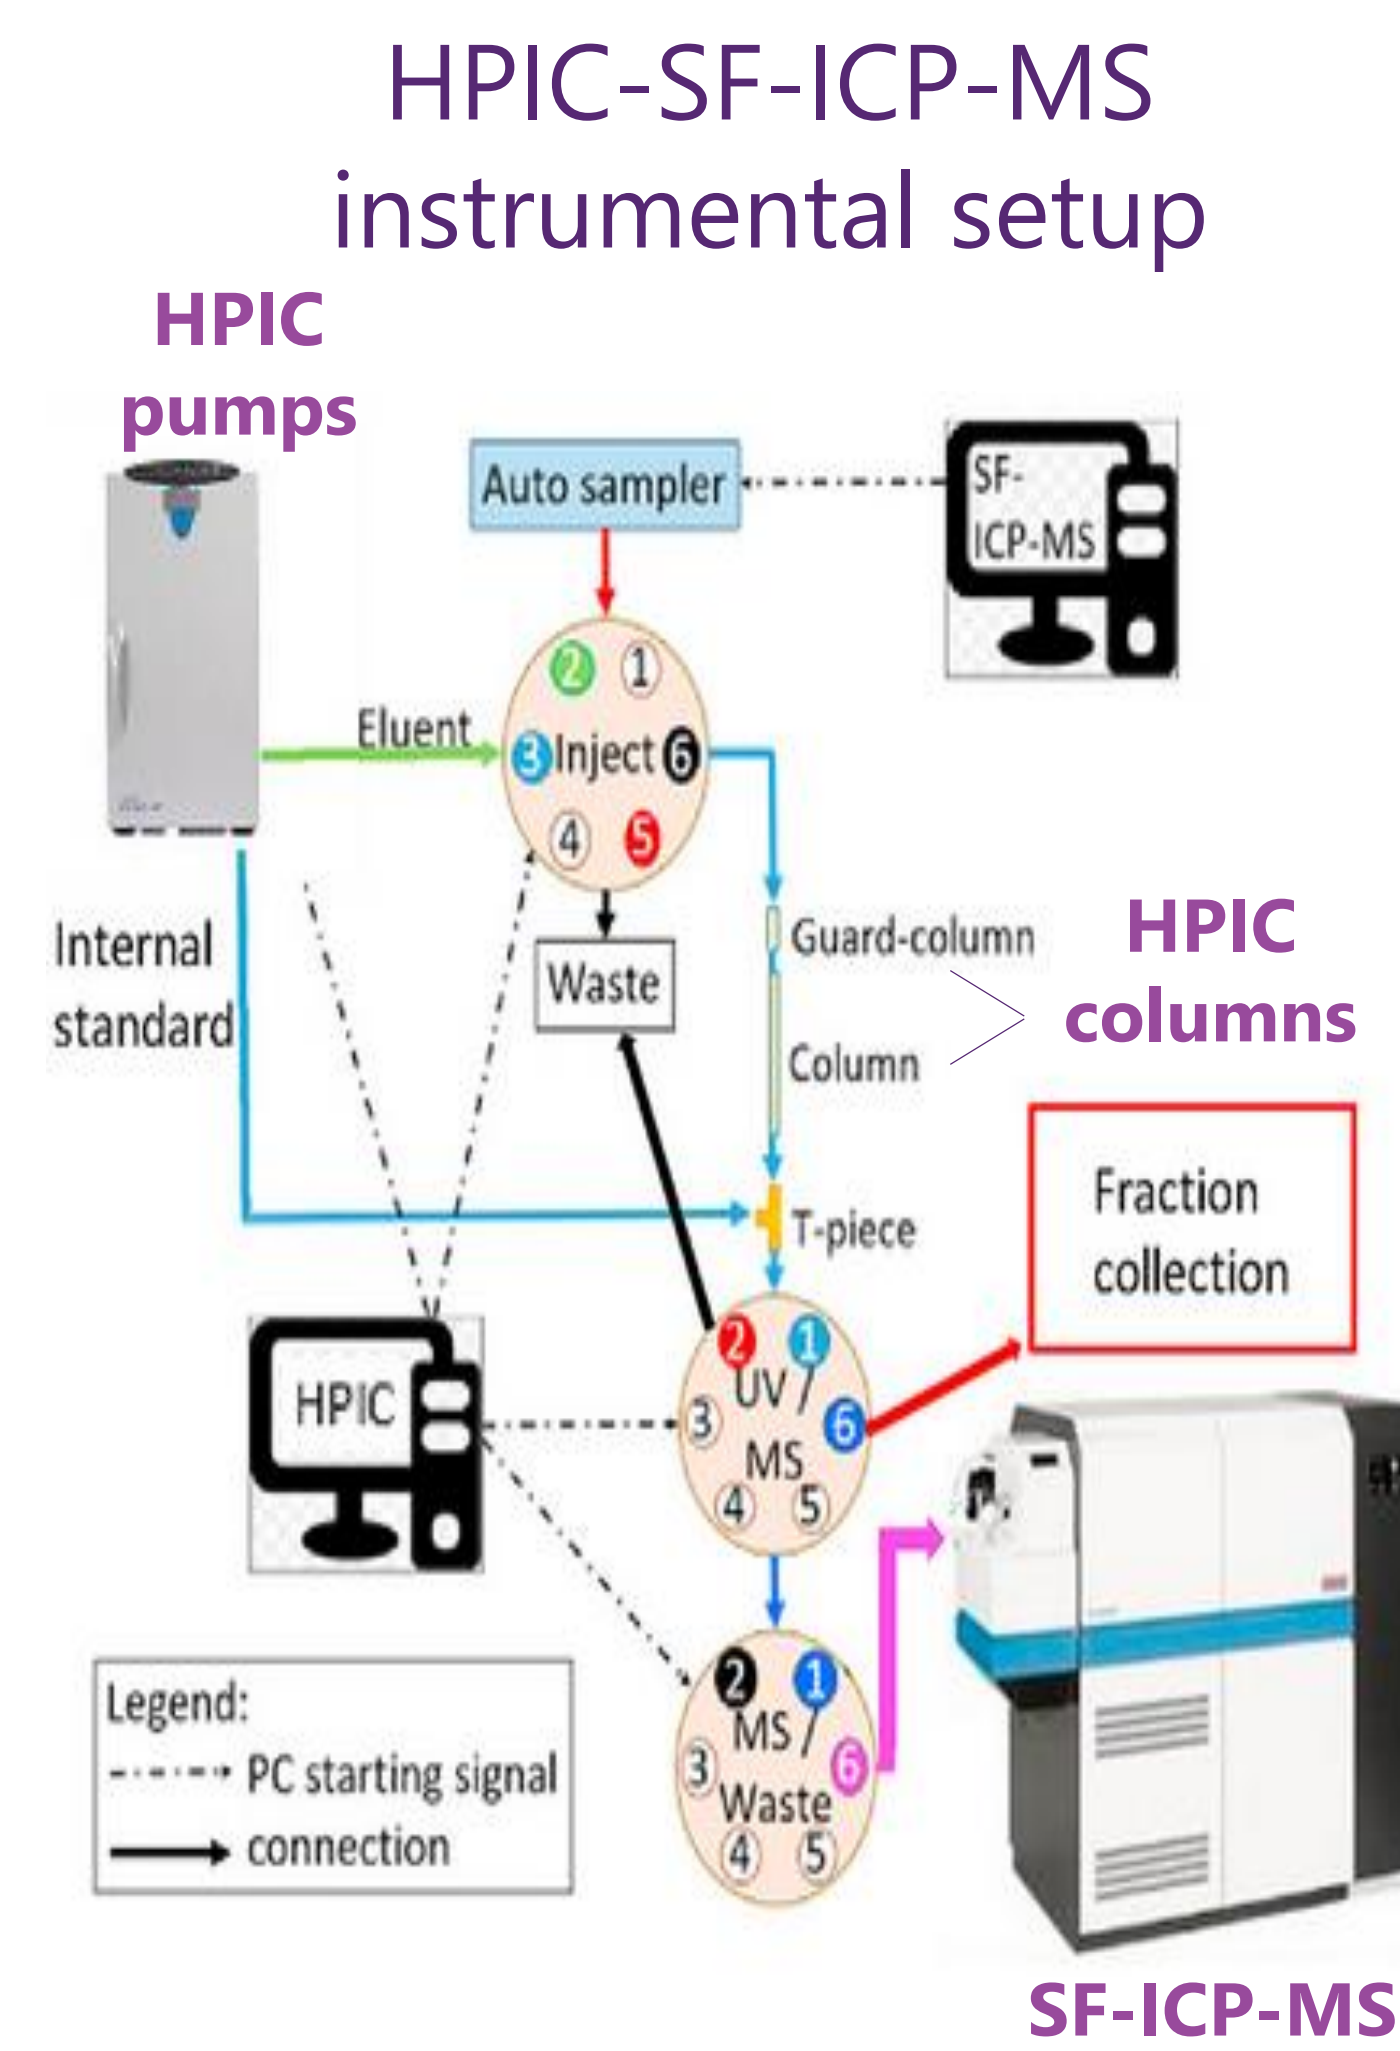 HPIC-SF-ICP-MS
instrumental setup
HPIC
pumps
Auto sampler
SF-
ICP-MS
2 1
Eluent
3 Inject 6
4 5
Internal
standard
Waste
Guard-column
Column
HPIC
columns
T-piece
Fraction
collection
HPIC
2 1
UV /
3 6
MS
4 5
2 1
MS /
3 6
Waste
4 5
Legend:
PC starting signal
connection
SF-ICP-MS